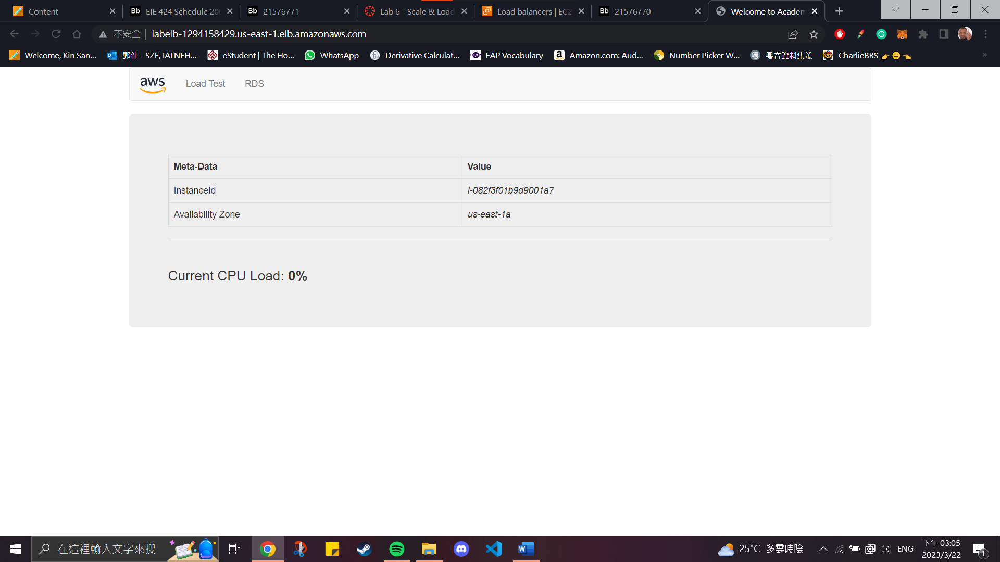 Content
EIE 424 Schedule 20
21576771
Lab 6 - Scale & Load
Load balancers | EC2
21576770
Welcome to Academ
不安全 | labelb-1294158429.us-east-1.elb.amazonaws.com
Welcome, Kin San...
郵件 - SZE, IATNEH...
eStudent | The Ho...
WhatsApp
Derivative Calculat...
EAP Vocabulary
Amazon.com: Aud...
Number Picker W...
粵音資料集叢
CharlieBBS
aws
Load Test
RDS
Meta-Data Value
InstanceId i-082f3f01b9d9001a7
Availability Zone us-east-1a
Current CPU Load: 0%
在這裡輸入文字來搜
25°C 多雲時陰
ENG
下午 03:05
2023/3/22
1